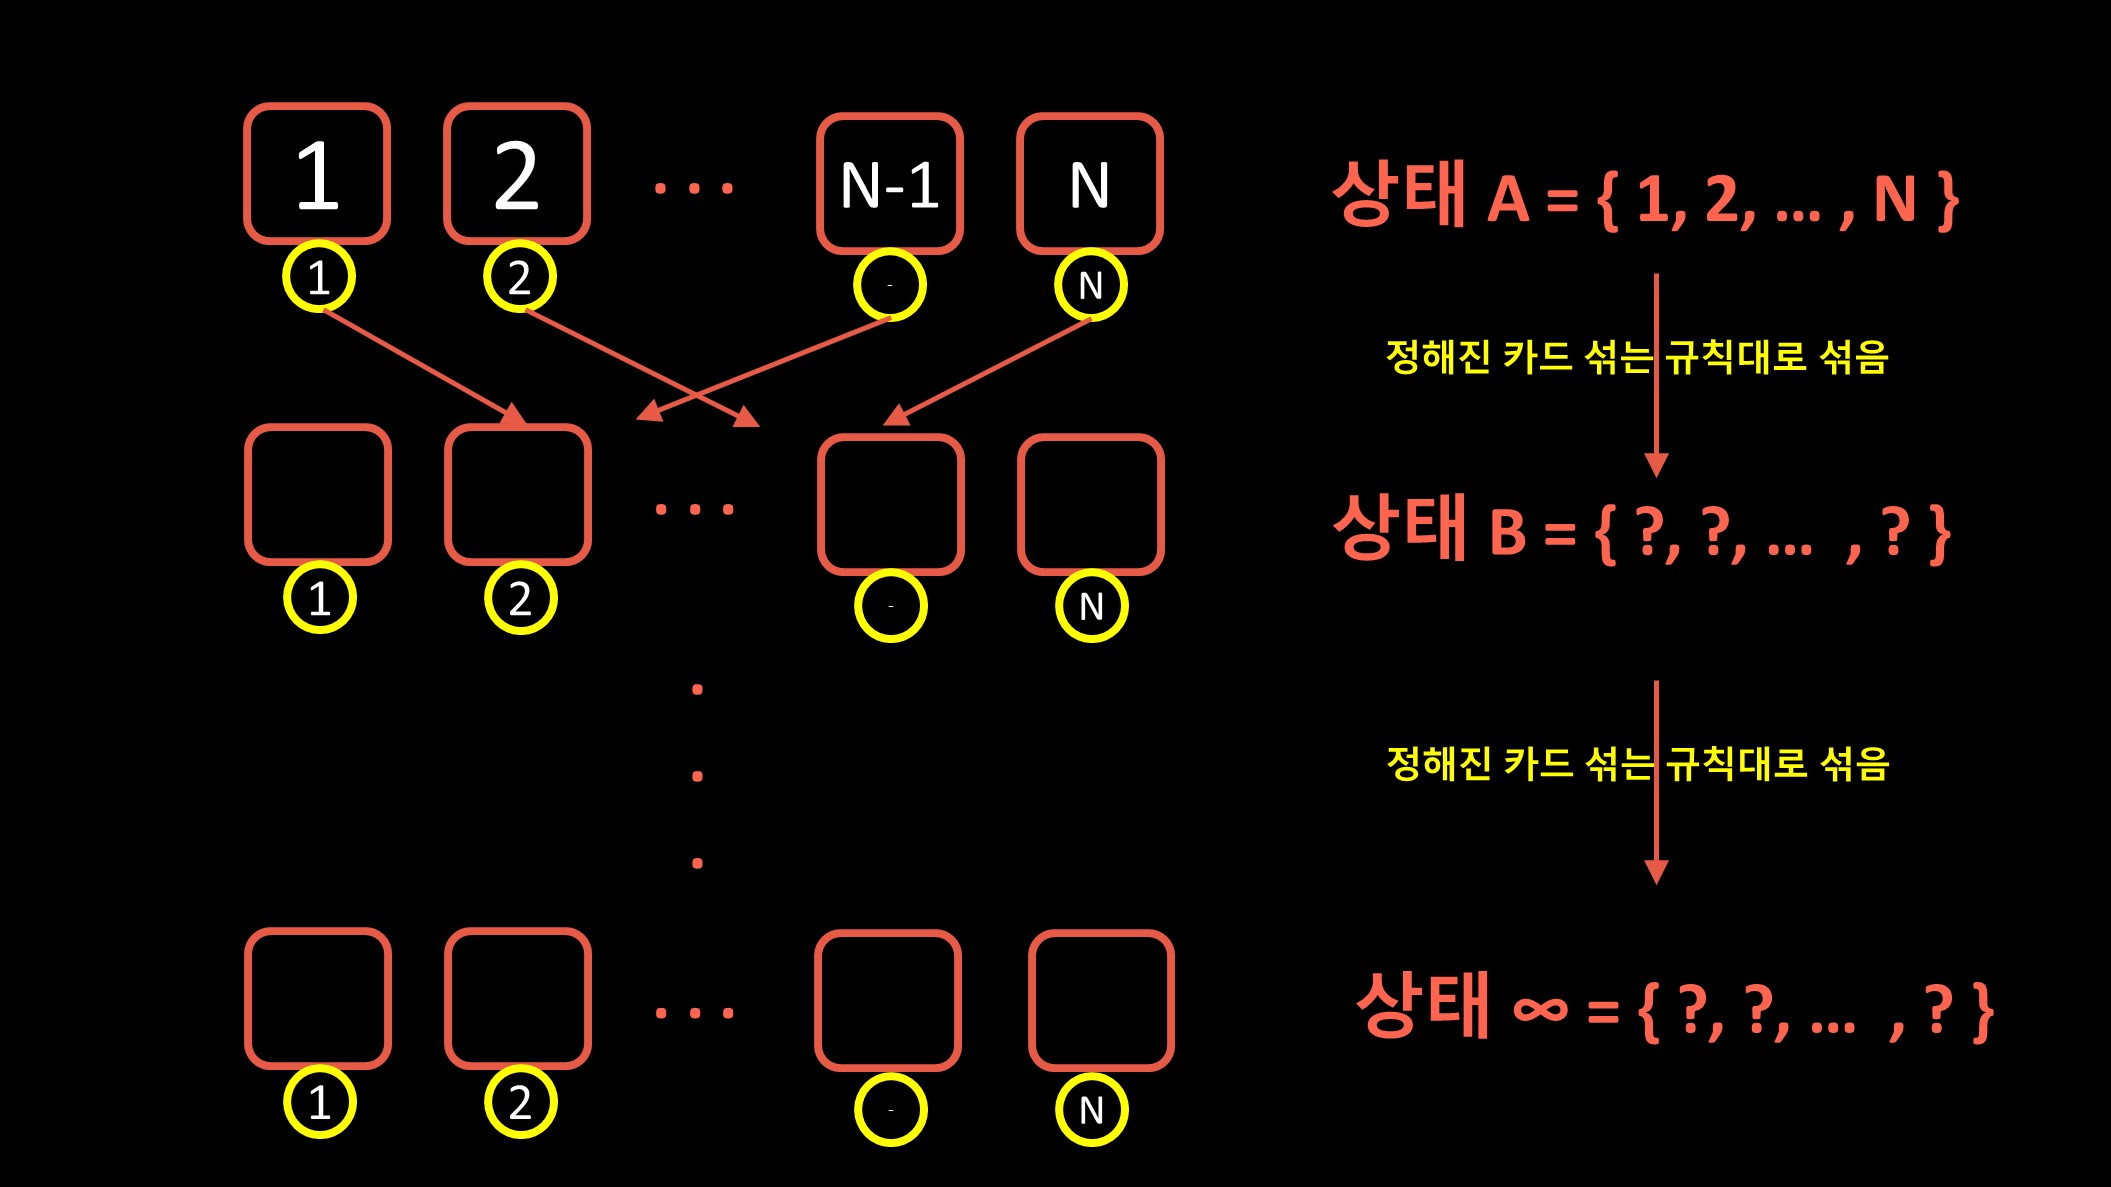 1 2 ... N-1 N
1 2 - N
상태 A = { 1, 2, ... , N }
정해진 카드 섞는 규칙대로 섞음
...
1 2 - N
상태 B = { ?, ?, ... , ? }
.
.
.
정해진 카드 섞는 규칙대로 섞음
...
1 2 - N
상태 ∞ = { ?, ?, ... , ? }